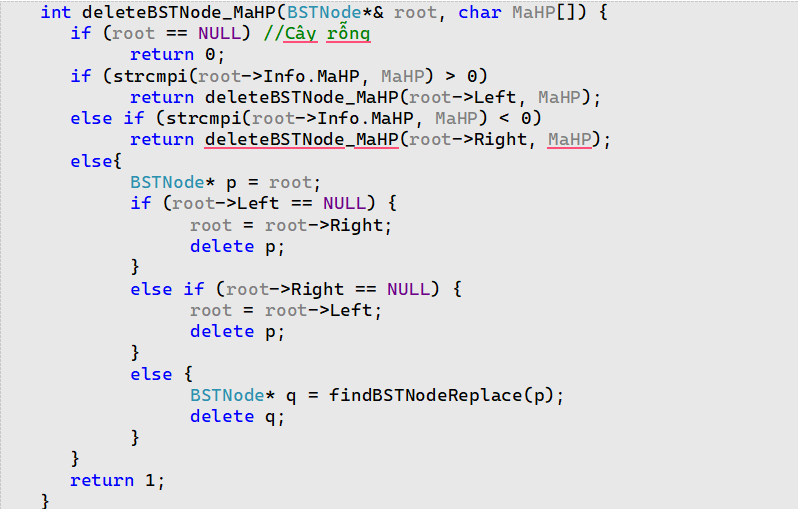 int deleteBSTNode_MaHP(BSTNode*& root, char MaHP[]) {
if (root == NULL) //Cây rỗng
return 0;
if (strcmpi(root->Info.MaHP, MaHP) > 0)
return deleteBSTNode_MaHP(root->Left, MaHP);
else if (strcmpi(root->Info.MaHP, MaHP) < 0)
return deleteBSTNode_MaHP(root->Right, MaHP);
else{
BSTNode* p = root;
if (root->Left == NULL) {
root = root->Right;
delete p;
}
else if (root->Right == NULL) {
root = root->Left;
delete p;
}
else {
BSTNode* q = findBSTNodeReplace(p);
delete q;
}
}
return 1;
}